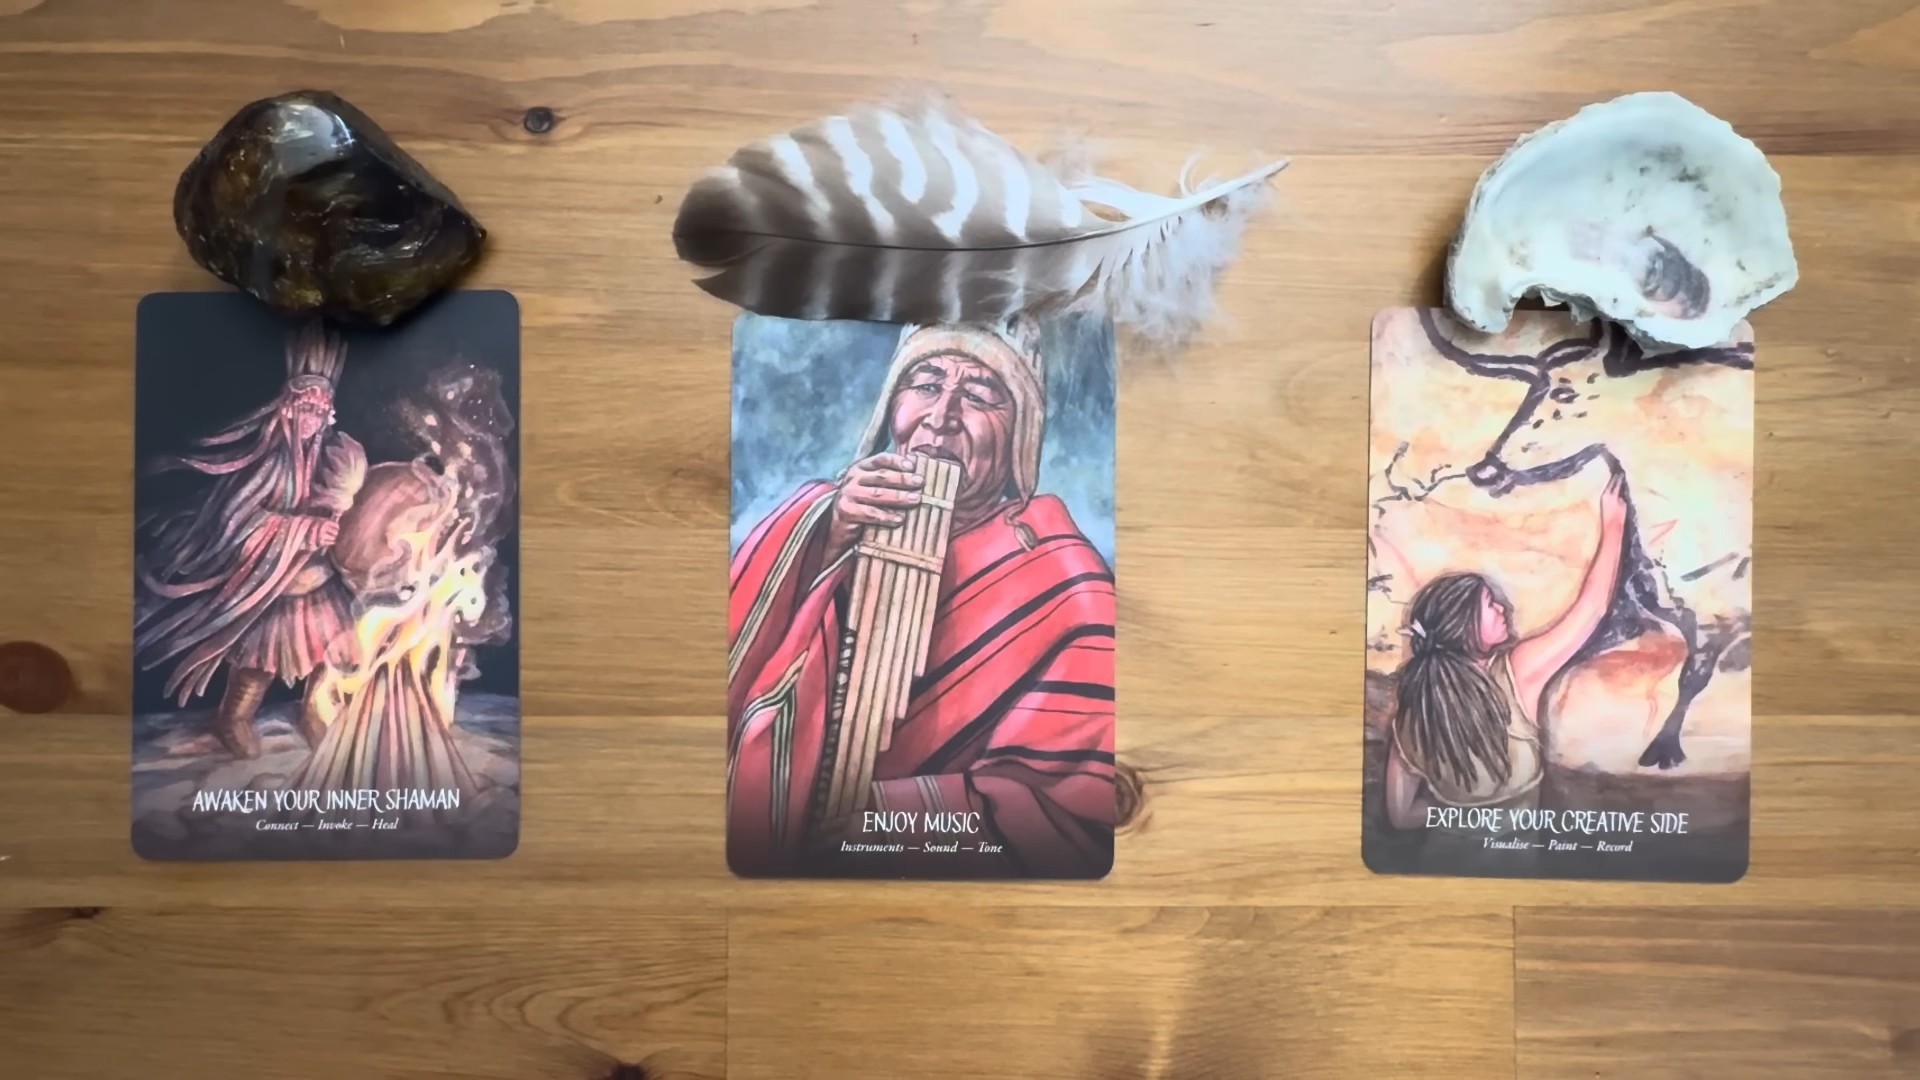 AWAKEN YOUR INNER SHAMAN
Connect — Invoke — Heal
ENJOY MUSIC
Instruments — Sound — Tone
EXPLORE YOUR CREATIVE SIDE
Visualise — Paint — Record